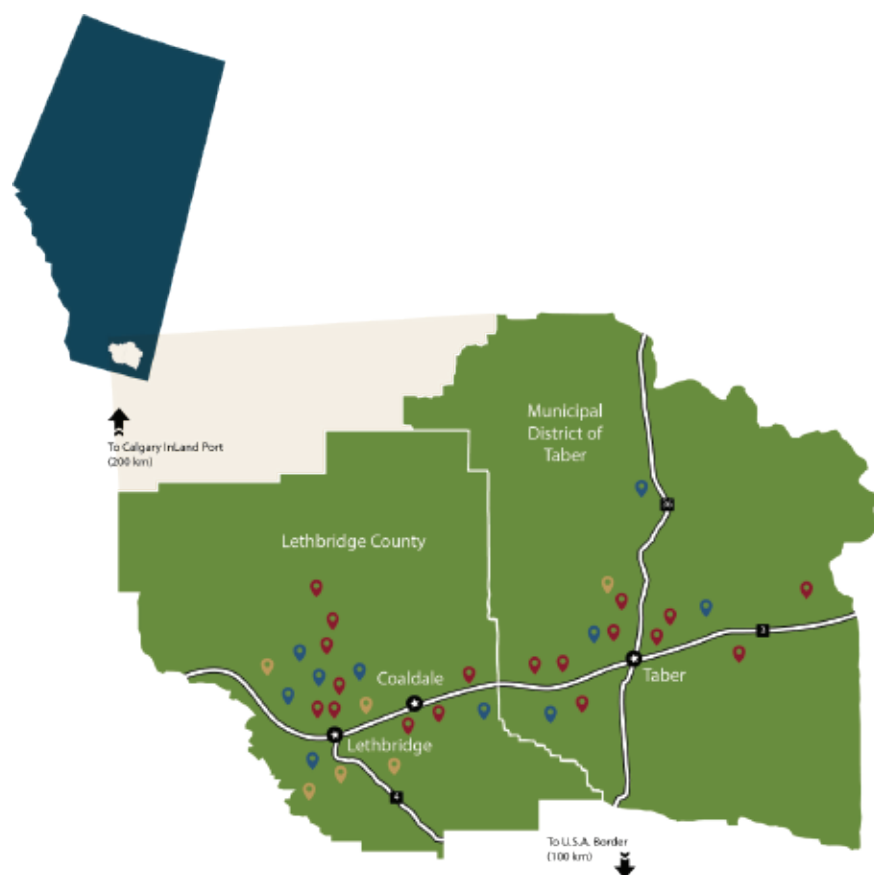 To Calgary InLand Port
(200 km)
Municipal
District of
Taber
36
Lethbridge County
3
Coaldale
Taber
Lethbridge
4
To U.S.A. Border
(100 km)